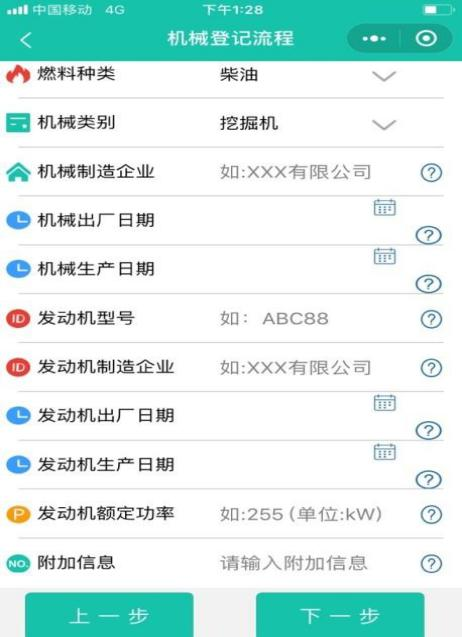 中国移动 4G 下午1:28
机械登记流程
燃料种类 柴油
机械类别 挖掘机
机械制造企业 如:XXX有限公司 ?
机械出厂日期 ?
机械生产日期 ?
ID 发动机型号 如：ABC88 ?
ID 发动机制造企业 如:XXX有限公司 ?
发动机出厂日期 ?
发动机生产日期 ?
P 发动机额定功率 如:255 (单位:kW) ?
NO. 附加信息 请输入附加信息 ?
上一步 下一步